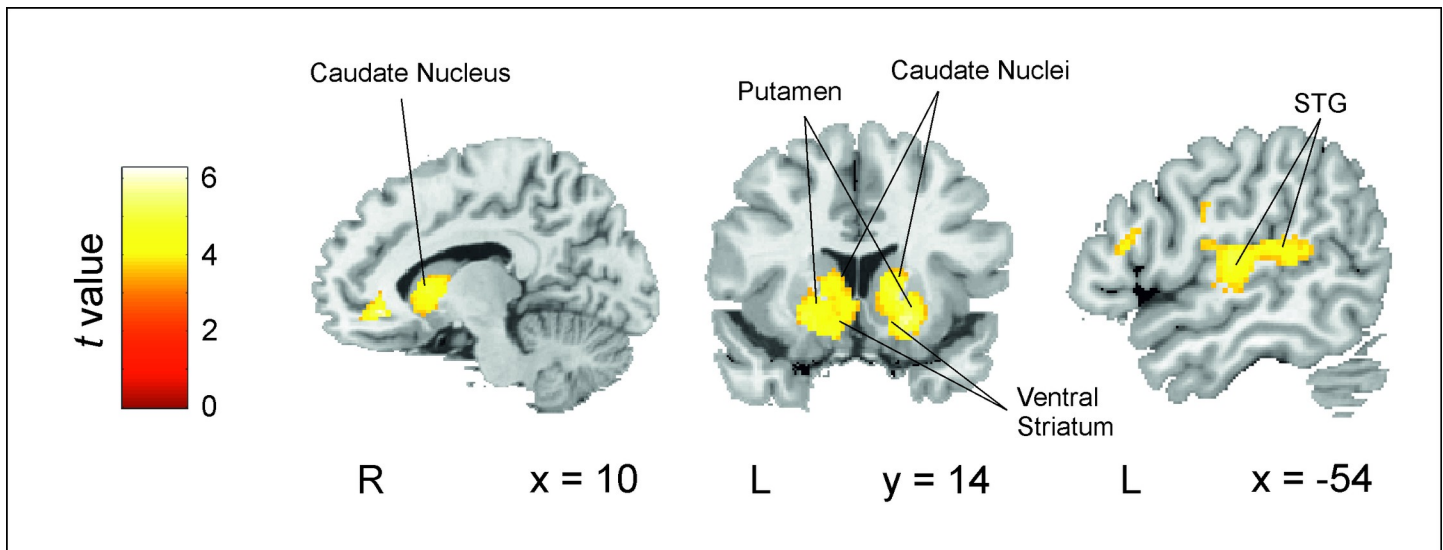 Caudate Nucleus
Caudate Nuclei
Putamen
STG
t value
6
4
2
0
Ventral
Striatum
R x = 10 L y = 14 L x = -54